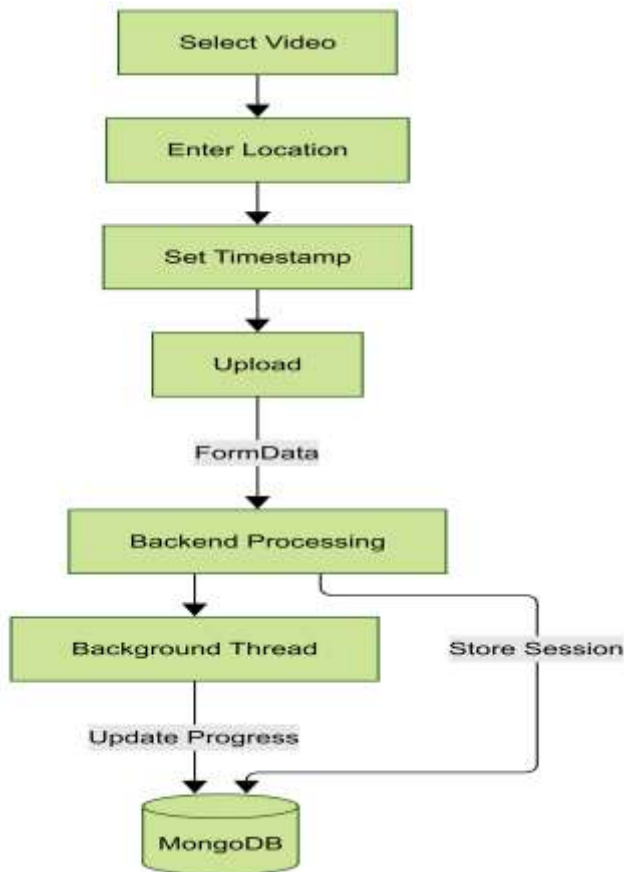 Select Video
Enter Location
Set Timestamp
Upload
FormData
Backend Processing
Background Thread
Store Session
Update Progress
MongoDB